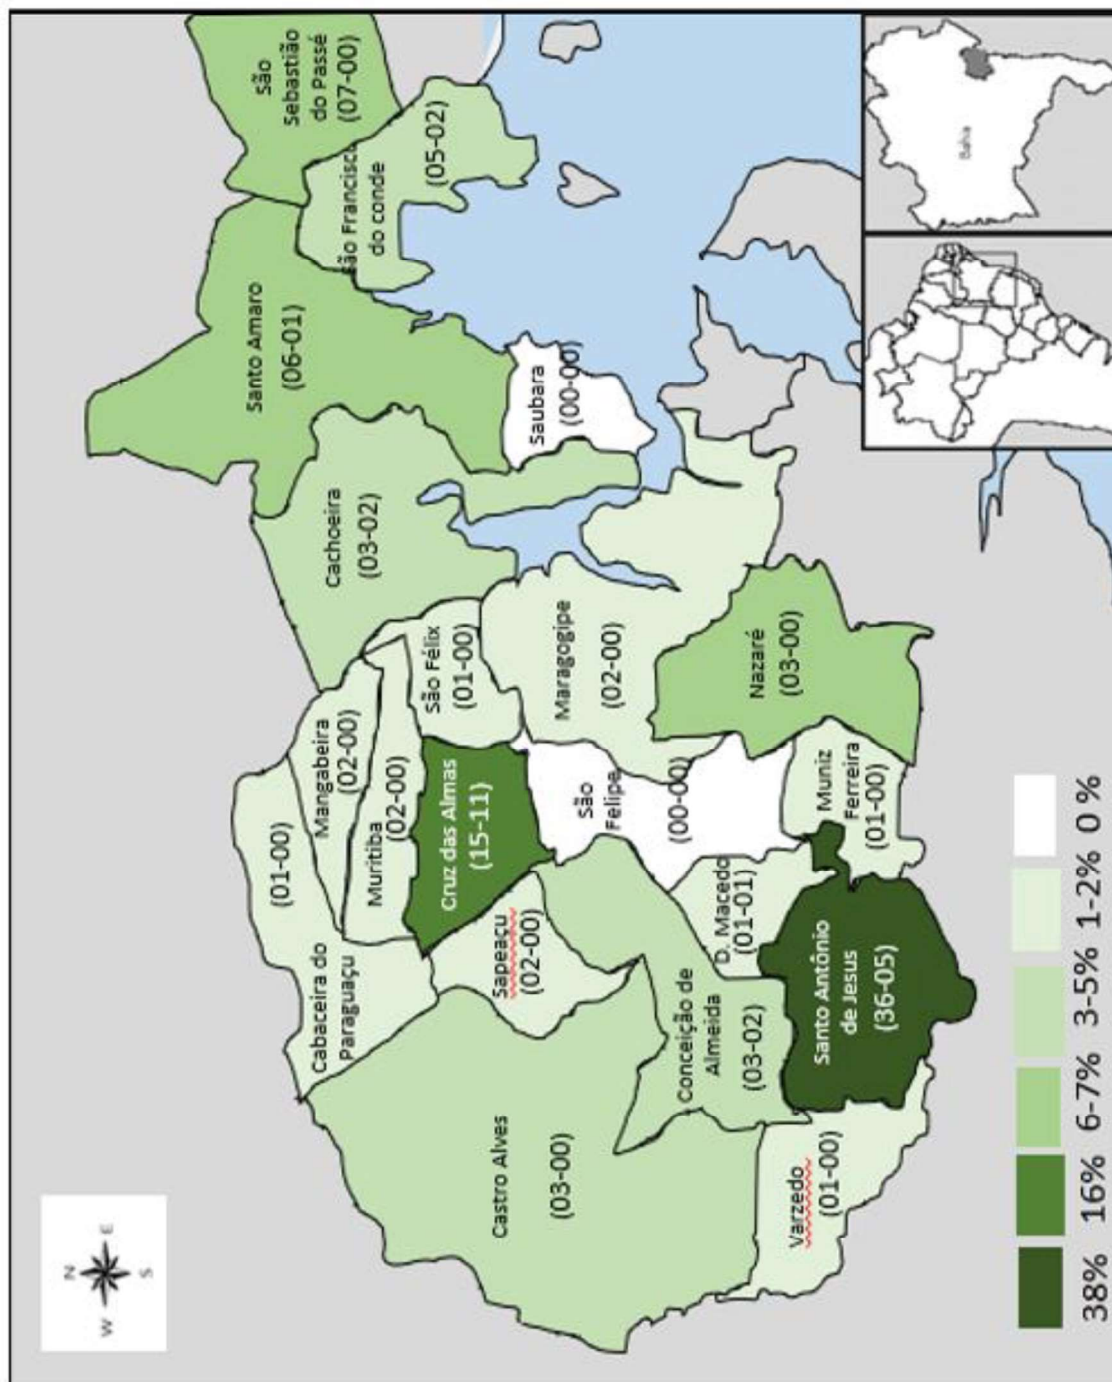 São
Sebastião
do Passé
(07-00)
São Francisco
do conde
(05-02)
Santo Amaro
(06-01)
Saubara
(00-00)
Cachoeira
(03-02)
São Félix
(01-00)
Maragogipe
(02-00)
Nazaré
(03-00)
Mangabeira
(02-00)
Muritiba
(02-00)
Cruz das Almas
(15-11)
São
Felipe
(00-00)
Muniz
Ferreira
(01-00)
Cabaceira do
Paraguaçu
(01-00)
Sapeaçu
(02-00)
D. Macedo
(01-01)
Conceição de
Almeida
(03-02)
Santo Antônio
de Jesus
(36-05)
Castro Alves
(03-00)
Varzedo
(01-00)
N
W E
S
Bahia
38% 16% 6-7% 3-5% 1-2% 0 %